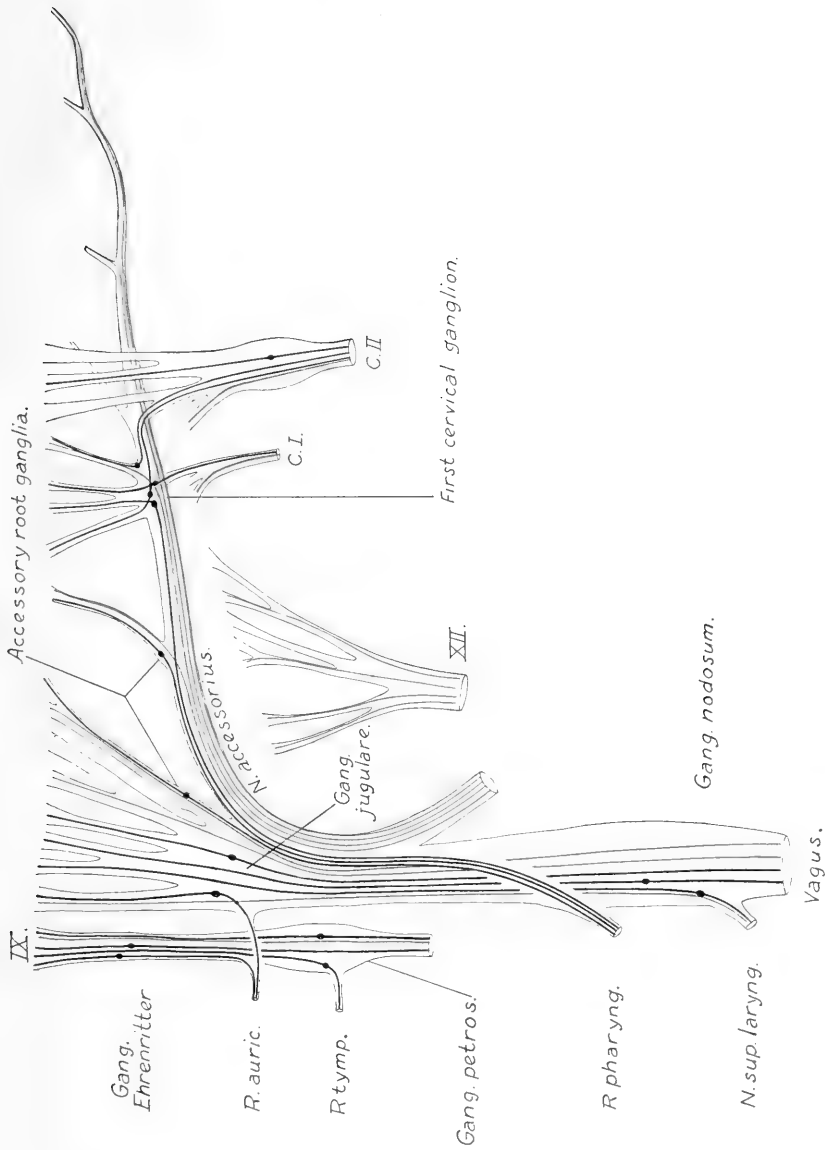 Accessory root ganglia.
IX.
Gang.
Ehrenritter
R. auric.
R tymp.
Gang. petros.
R pharyng.
N. sup. laryng.
Vagus.
Gang. nodosum.
Gang.
jugulare.
N. accessorius.
XII.
C.I.
C.II
First cervical ganglion.